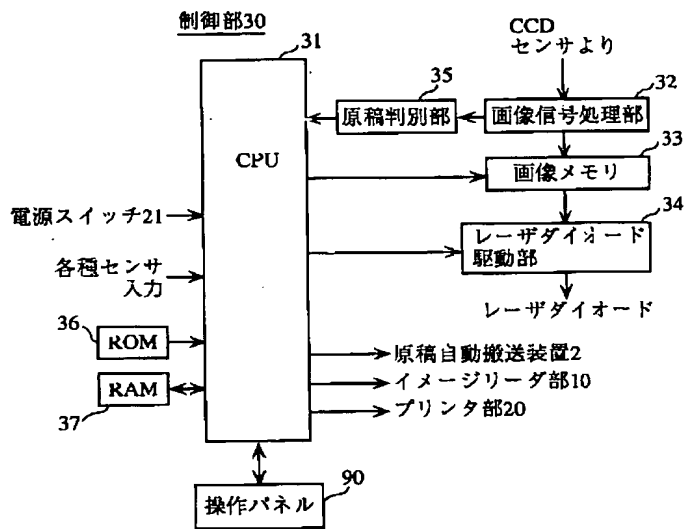 制御部30
31
CCD
センサより
35
32
原稿判別部
画像信号処理部
33
CPU
画像メモリ
34
電源スイッチ21
レーザダイオード
駆動部
各種センサ
入力
レーザダイオード
36
ROM
原稿自動搬送装置2
RAM
イメージリーダ部10
37
プリンタ部20
操作パネル
90